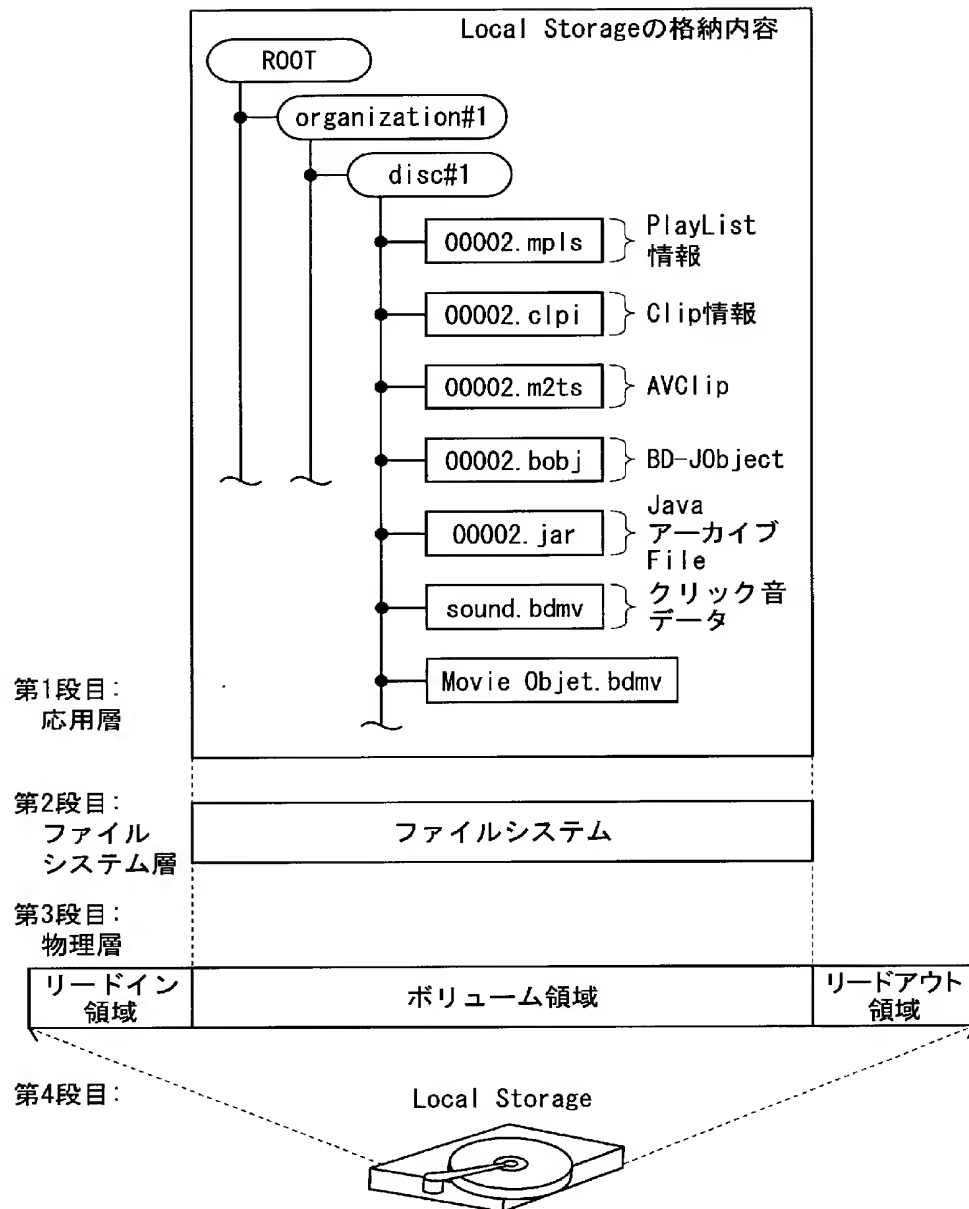 Local Storageの格納内容
ROOT
organization#1
disc#1
00002.mpls
PlayList
情報
00002.clpi
Clip情報
00002.m2ts
AVClip
00002.bobj
BD-JObject
00002.jar
Java
アーカイブ
File
sound.bdmv
クリック音
データ
Movie Objet.bdmv
第1段目:
応用層
第2段目:
ファイル
システム層
ファイルシステム
第3段目:
物理層
リードイン
領域
ボリューム領域
リードアウト
領域
第4段目:
Local Storage